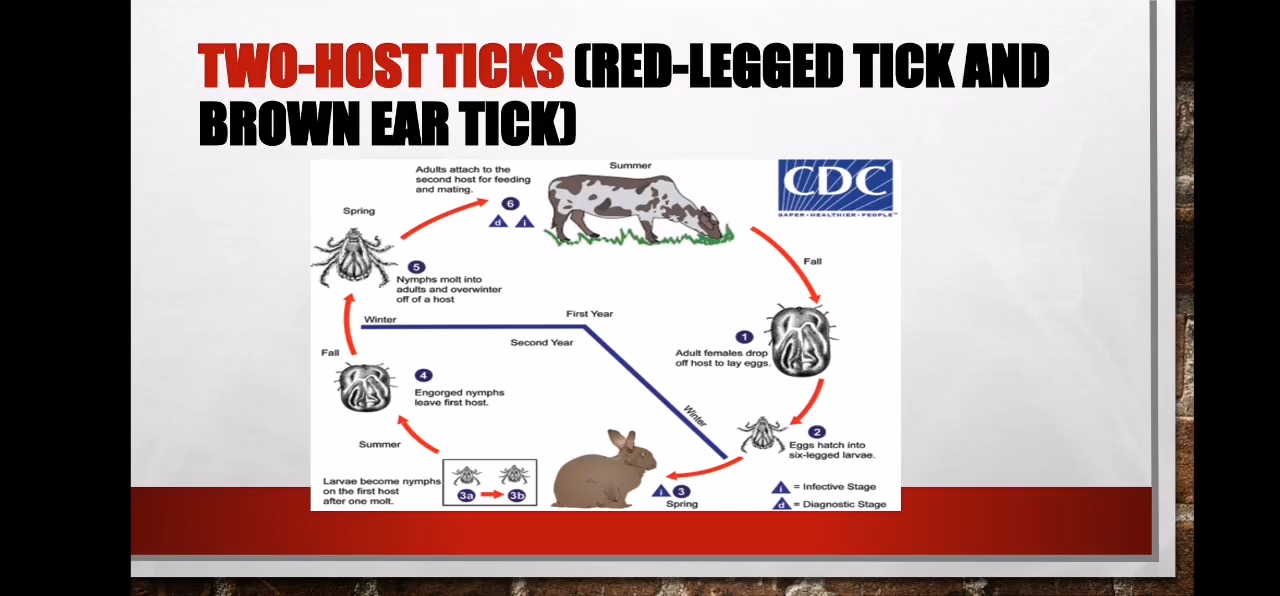 TWO-HOST TICKS (RED-LEGGED TICK AND
BROWN EAR TICK)
Adults attach to the
second host for feeding
and mating.
6
d i
Summer
CDC
SAFER • HEALTHIER • PEOPLE™
Spring
5
Nymphs molt into
adults and overwinter
off of a host
Fall
Winter
First Year
Second Year
Winter
1
Adult females drop
off host to lay eggs.
Fall
4
Engorged nymphs
leave first host.
2
Eggs hatch into
six-legged larvae.
Summer
Larvae become nymphs
on the first host
after one molt.
3a 3b
i 3
Spring
i = Infective Stage
d = Diagnostic Stage